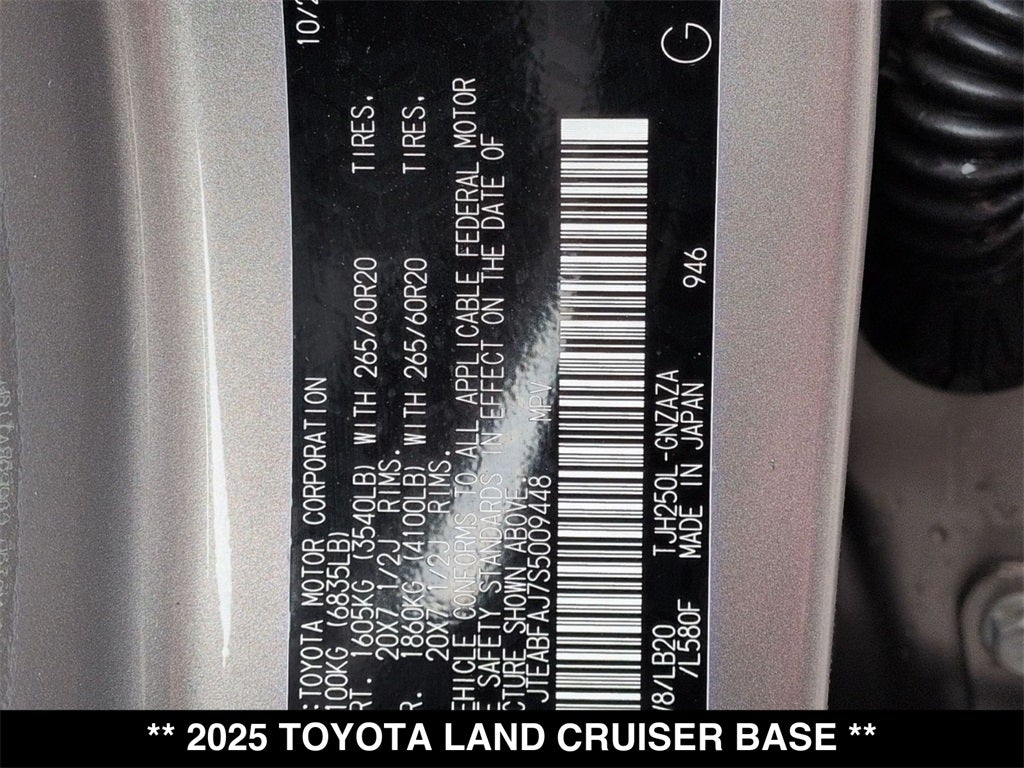 :TOYOTA MOTOR CORPORATION 10/2
100KG (6835LB)
RT. 1605KG (3540LB) WITH 265/60R20 TIRES,
20X7 1/2J RIMS.
R. 1860KG (4100LB) WITH 265/60R20 TIRES,
20X7 1/2J RIMS.
EHICLE CONFORMS TO ALL APPLICABLE FEDERAL MOTOR
E SAFETY STANDARDS IN EFFECT ON THE DATE OF
CTURE SHOWN ABOVE.
JTEABFAJ7S5009448 MPV
V8/LB20 TJH250L-GNZAZA
/L580F MADE IN JAPAN 946
G
** 2025 TOYOTA LAND CRUISER BASE **